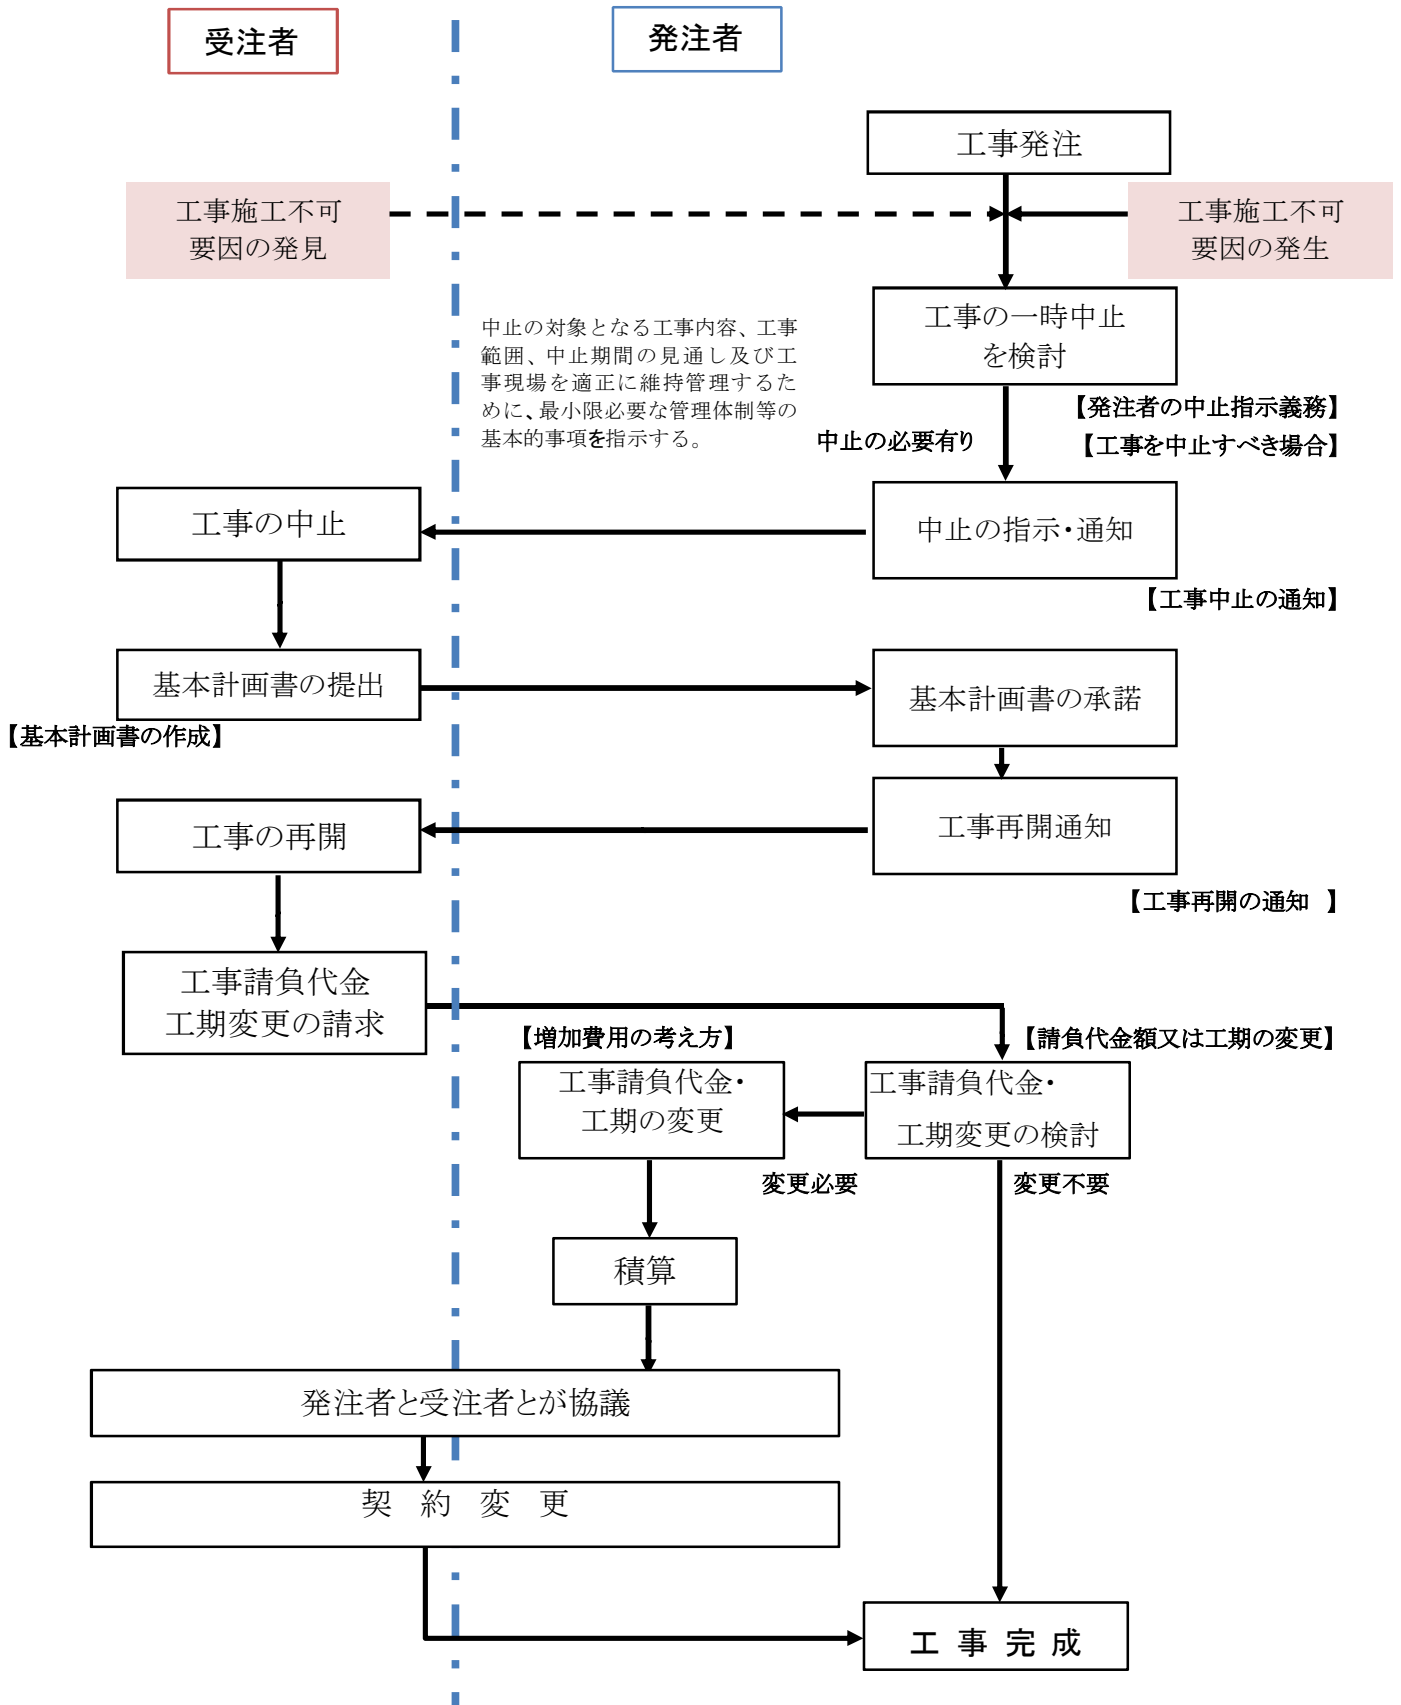 受注者
発注者
工事発注
工事施工不可
要因の発見
工事施工不可
要因の発生
工事の一時中止
を検討
中止の対象となる工事内容、工事
範囲、中止期間の見通し及び工
事現場を適正に維持管理するた
めに、最小限必要な管理体制等の
基本的事項を指示する。
【発注者の中止指示義務】
中止の必要有り
【工事を中止すべき場合】
工事の中止
中止の指示・通知
【工事中止の通知】
基本計画書の提出
基本計画書の承諾
【基本計画書の作成】
工事の再開
工事再開通知
【工事再開の通知 】
工事請負代金
工期変更の請求
【増加費用の考え方】
【請負代金額又は工期の変更】
工事請負代金・
工期の変更
工事請負代金・
工期変更の検討
変更必要
変更不要
積算
発注者と受注者とが協議
契 約 変 更
工 事 完 成